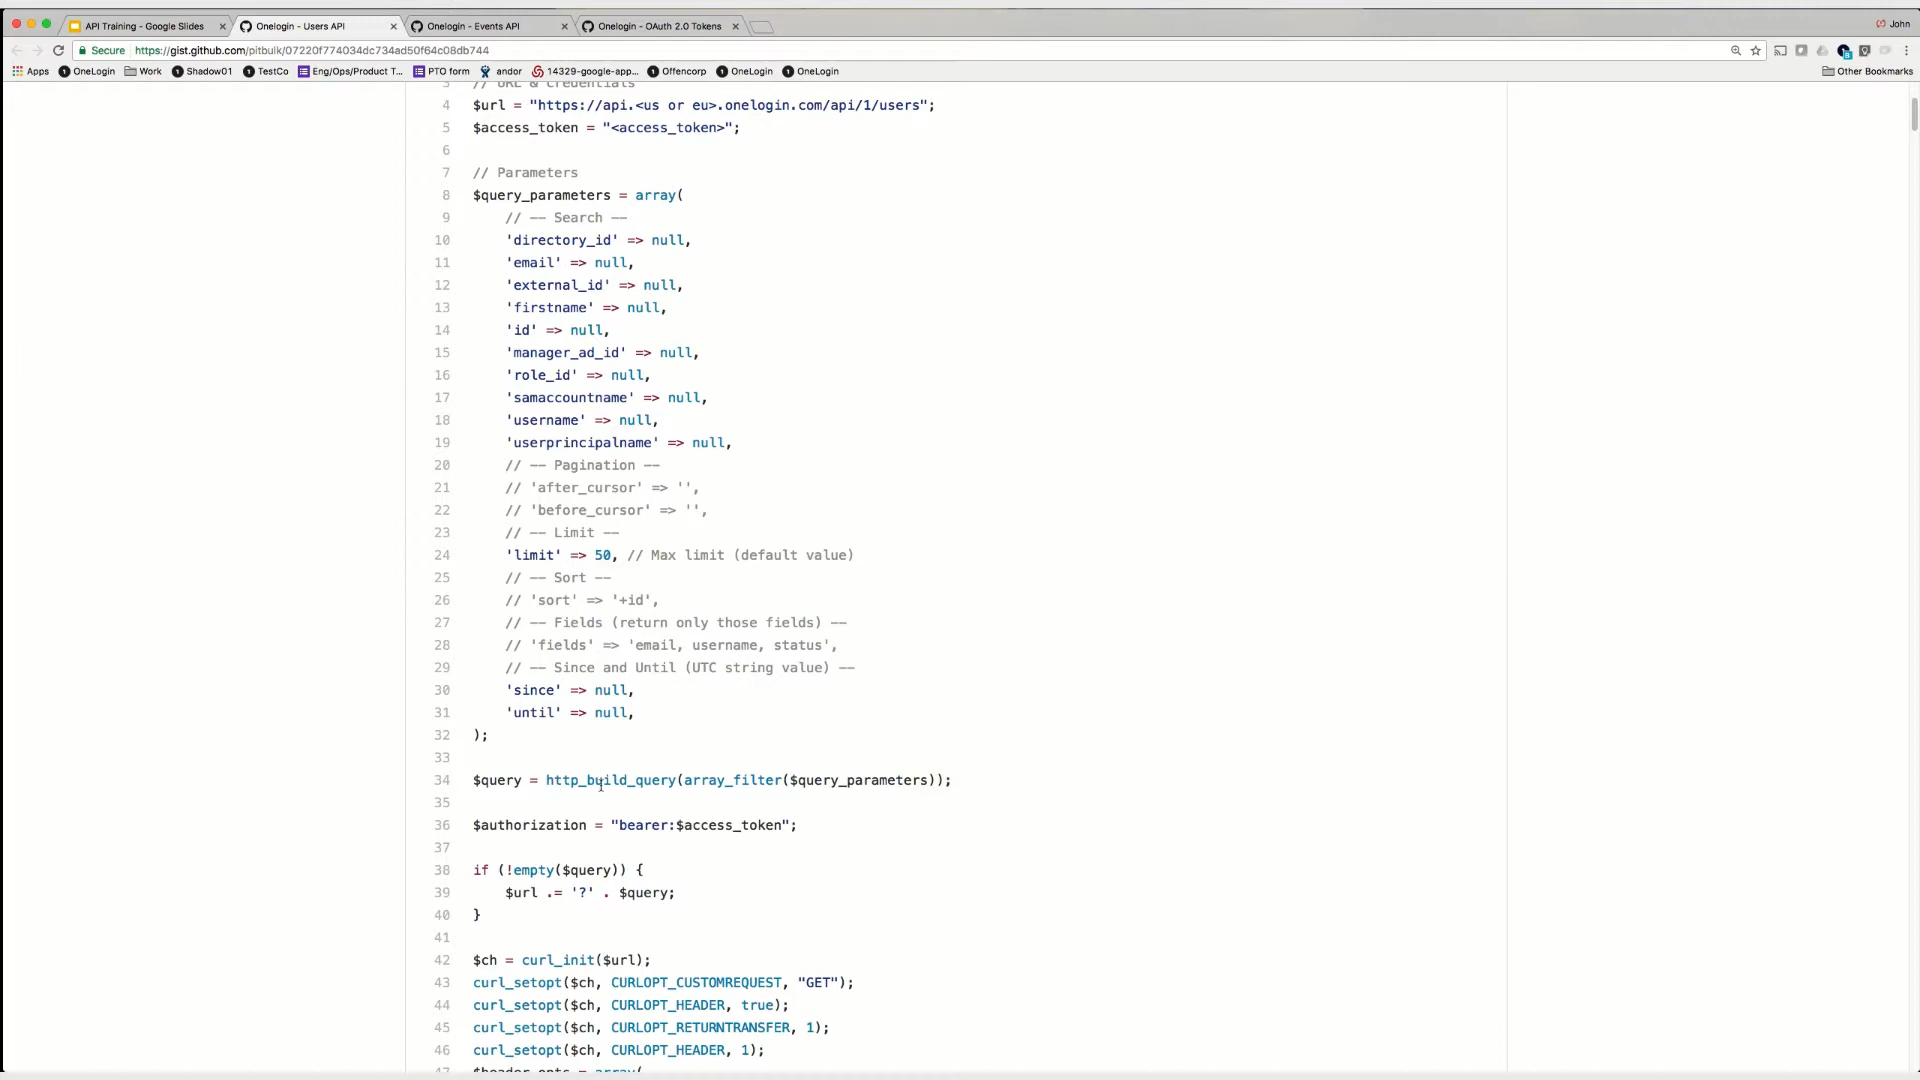 API Training - Google Slides
Onelogin - Users API
Onelogin - Events API
Onelogin - OAuth 2.0 Tokens
John
Secure
https://gist.github.com/pitbulk/07220f774034dc734ad50f64c08db744
Apps
OneLogin
Work
Shadow01
TestCo
Eng/Ops/Product T...
PTO form
andor
14329-google-app...
Offencorp
OneLogin
OneLogin
Other Bookmarks
3 // URL & credentials
4 $url = "https://api.<us or eu>.onelogin.com/api/1/users";
5 $access_token = "<access_token>";
6
7 // Parameters
8 $query_parameters = array(
9 // -- Search --
10 'directory_id' => null,
11 'email' => null,
12 'external_id' => null,
13 'firstname' => null,
14 'id' => null,
15 'manager_ad_id' => null,
16 'role_id' => null,
17 'samaccountname' => null,
18 'username' => null,
19 'userprincipalname' => null,
20 // -- Pagination --
21 // 'after_cursor' => '',
22 // 'before_cursor' => '',
23 // -- Limit --
24 'limit' => 50, // Max limit (default value)
25 // -- Sort --
26 // 'sort' => '+id',
27 // -- Fields (return only those fields) --
28 // 'fields' => 'email, username, status',
29 // -- Since and Until (UTC string value) --
30 'since' => null,
31 'until' => null,
32 );
33
34 $query = http_build_query(array_filter($query_parameters));
35
36 $authorization = "bearer:$access_token";
37
38 if (!empty($query)) {
39 $url .= '?' . $query;
40 }
41
42 $ch = curl_init($url);
43 curl_setopt($ch, CURLOPT_CUSTOMREQUEST, "GET");
44 curl_setopt($ch, CURLOPT_HEADER, true);
45 curl_setopt($ch, CURLOPT_RETURNTRANSFER, 1);
46 curl_setopt($ch, CURLOPT_HEADER, 1);
47 $header_opts = array(